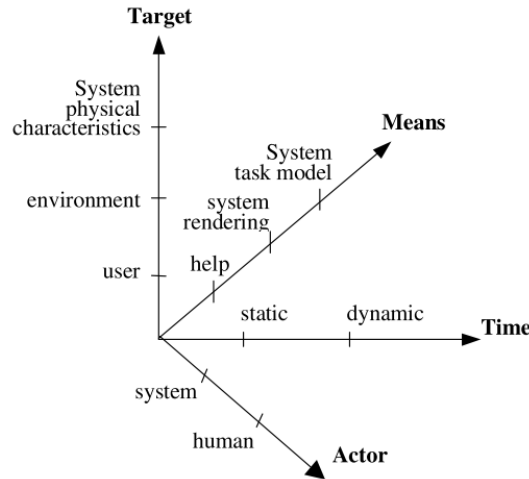 Target
System
physical
characteristics
Means
System
task model
environment
system
rendering
user
help
static
dynamic
Time
system
human
Actor